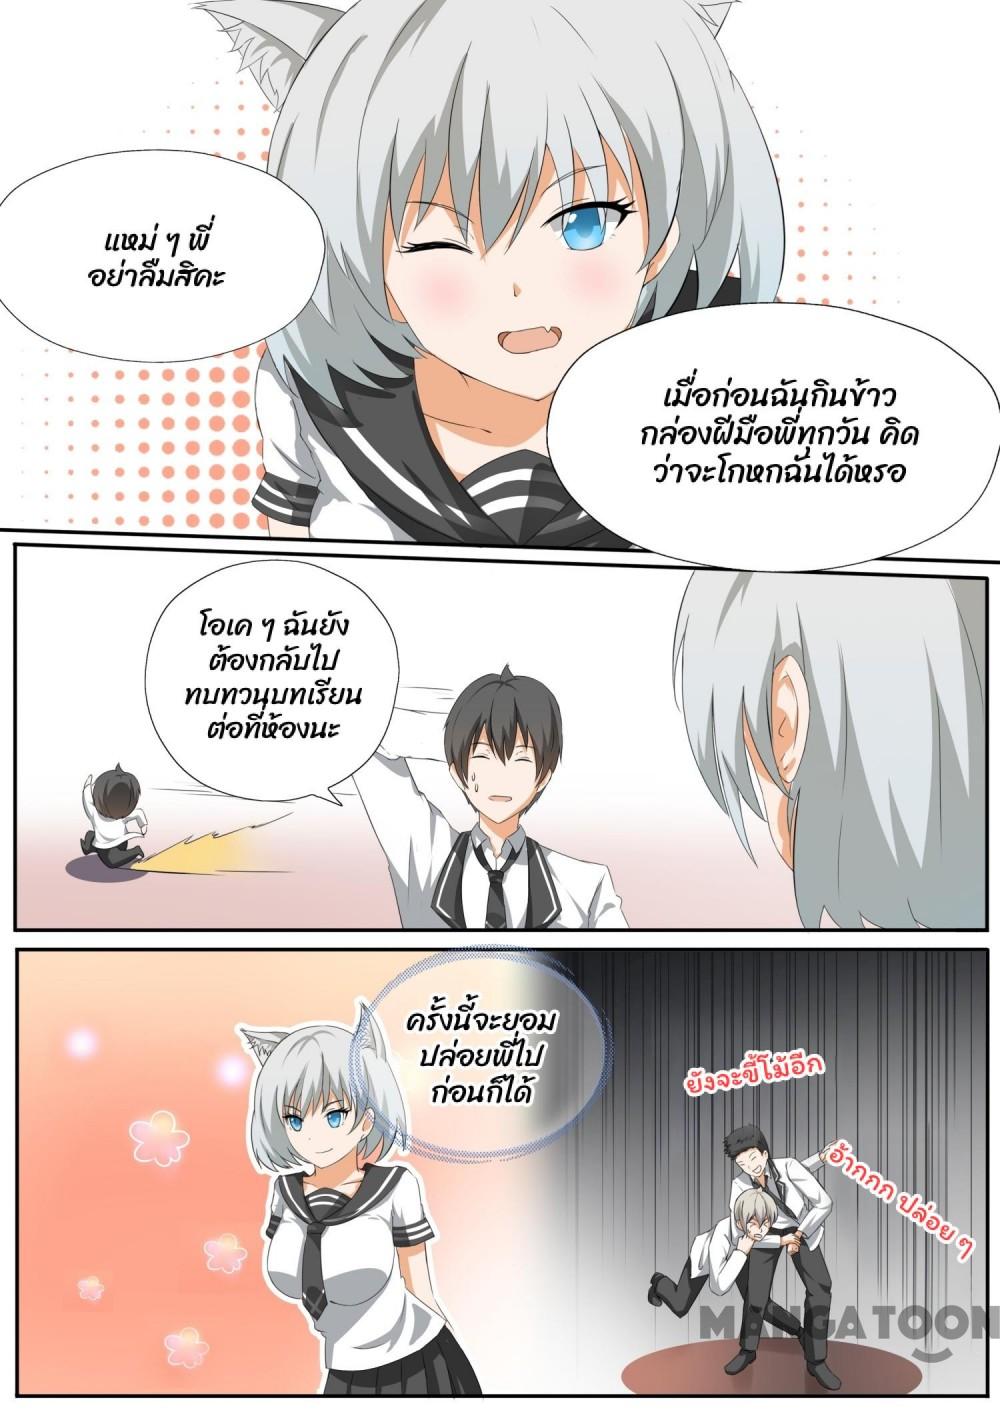 แหม่ ๆ พี่
อย่าลืมสิคะ
เมื่อก่อนฉันกินข้าว
กล่องฝีมือพี่ทุกวัน คิด
ว่าจะโกหกฉันได้หรอ
โอเค ๆ ฉันยัง
ต้องกลับไป
ทบทวนบทเรียน
ต่อที่ห้องนะ
ครั้งนี้จะยอม
ปล่อยพี่ไป
ก่อนก็ได้
ยังจะขี้โม้อีก
อ้ากกก ปล่อย ๆ
MANGATOON